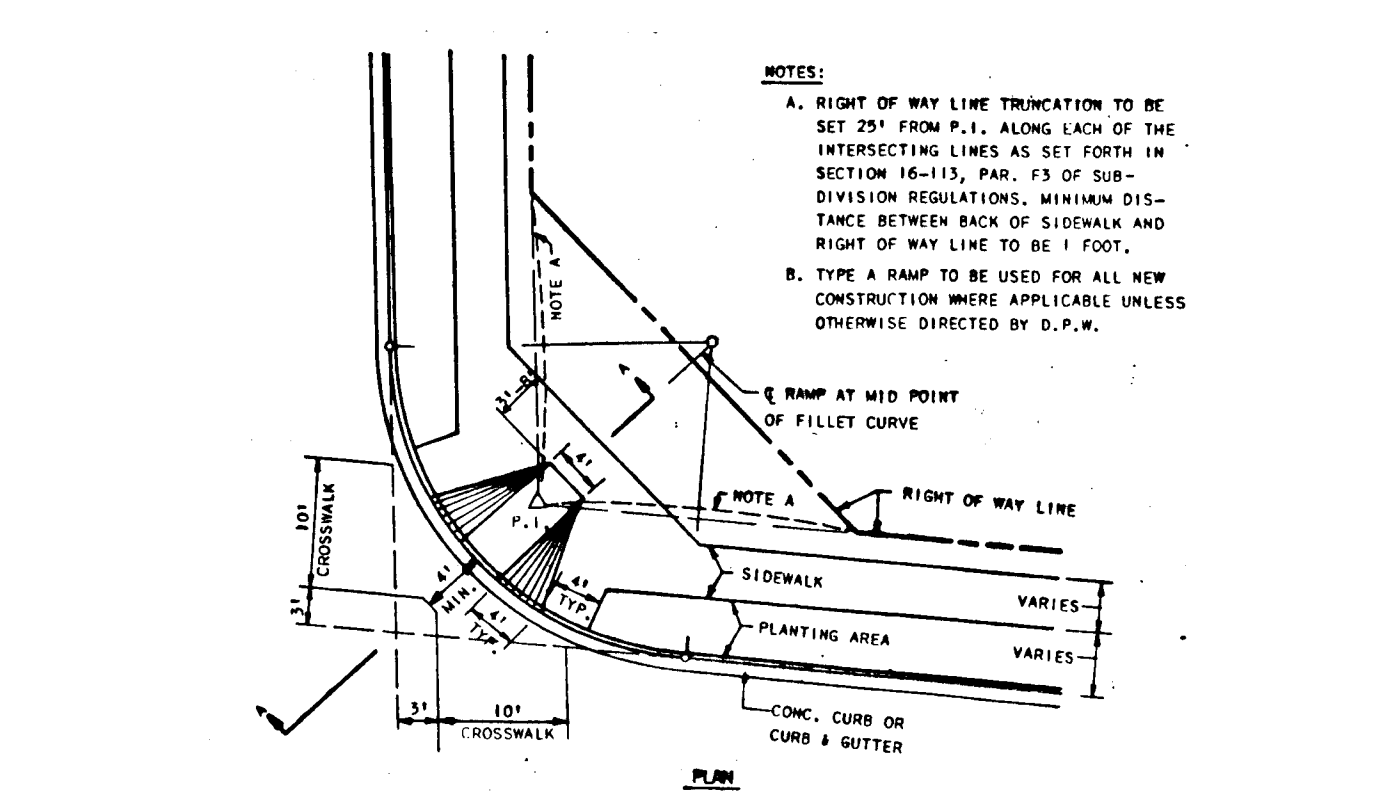 NOTES:
A. RIGHT OF WAY LINE TRUNCATION TO BE
SET 25' FROM P.I. ALONG EACH OF THE
INTERSECTING LINES AS SET FORTH IN
SECTION 16-113, PAR. F3 OF SUB-
DIVISION REGULATIONS. MINIMUM DIS-
TANCE BETWEEN BACK OF SIDEWALK AND
RIGHT OF WAY LINE TO BE 1 FOOT.
B. TYPE A RAMP TO BE USED FOR ALL NEW
CONSTRUCTION WHERE APPLICABLE UNLESS
OTHERWISE DIRECTED BY D.P.W.
NOTE A
A
3'-8"
℄ RAMP AT MID POINT
OF FILLET CURVE
4'
NOTE A
RIGHT OF WAY LINE
P.I.
10'
CROSSWALK
3'
4'
MIN.
4'
TYP.
4'
TYP.
SIDEWALK
VARIES
PLANTING AREA
VARIES
A
3'
10'
CROSSWALK
CONC. CURB OR
CURB & GUTTER
PLAN